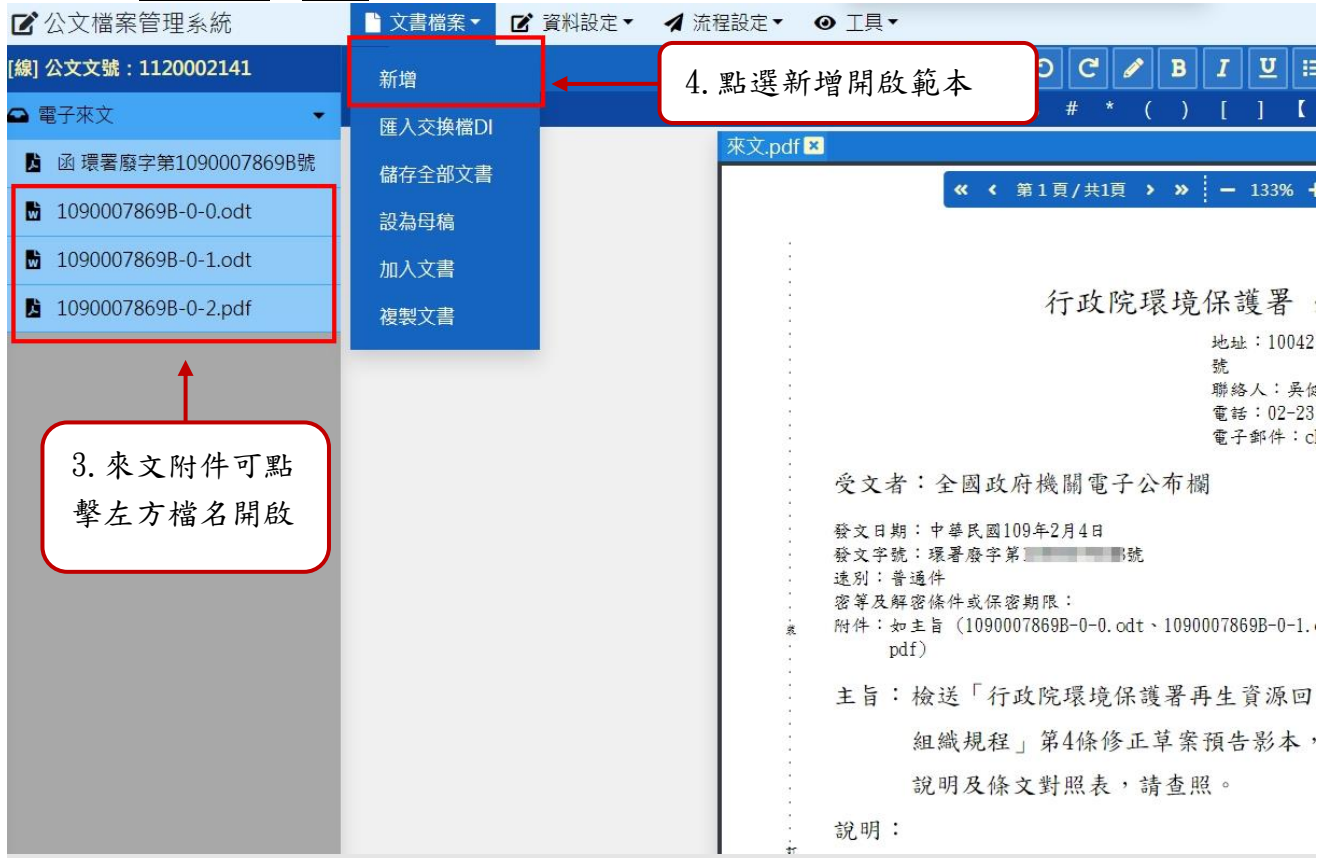 公文檔案管理系統
文書檔案 資料設定 流程設定 工具
[線] 公文文號：1120002141
電子來文
函 環署廢字第1090007869B號
1090007869B-0-0.odt
1090007869B-0-1.odt
1090007869B-0-2.pdf
3. 來文附件可點
擊左方檔名開啟
新增
匯入交換檔DI
儲存全部文書
設為母稿
加入文書
複製文書
4. 點選新增開啟範本
B I U
# * ( ) [ ] 【
來文.pdf
第1頁/共1頁 133%
行政院環境保護署
地址：10042
號
聯絡人：吳
電話：02-23
電子郵件：c
受文者：全國政府機關電子公布欄
發文日期：中華民國109年2月4日
發文字號：環署廢字第 號
速別：普通件
密等及解密條件或保密期限：
附件：如主旨（1090007869B-0-0.odt、1090007869B-0-1.
pdf）
裝
主旨：檢送「行政院環境保護署再生資源回
組織規程」第4條修正草案預告影本，
說明及條文對照表，請查照。
說明：
訂